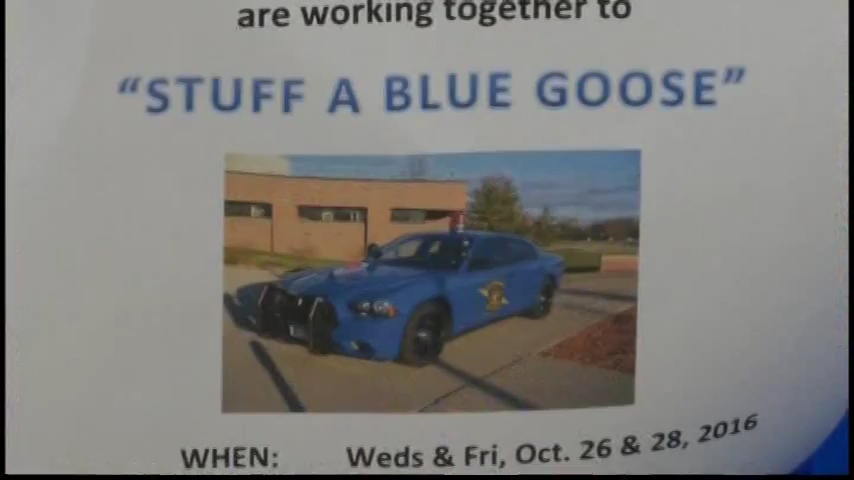 are working together to
“STUFF A BLUE GOOSE”
WHEN: Weds & Fri, Oct. 26 & 28, 2016